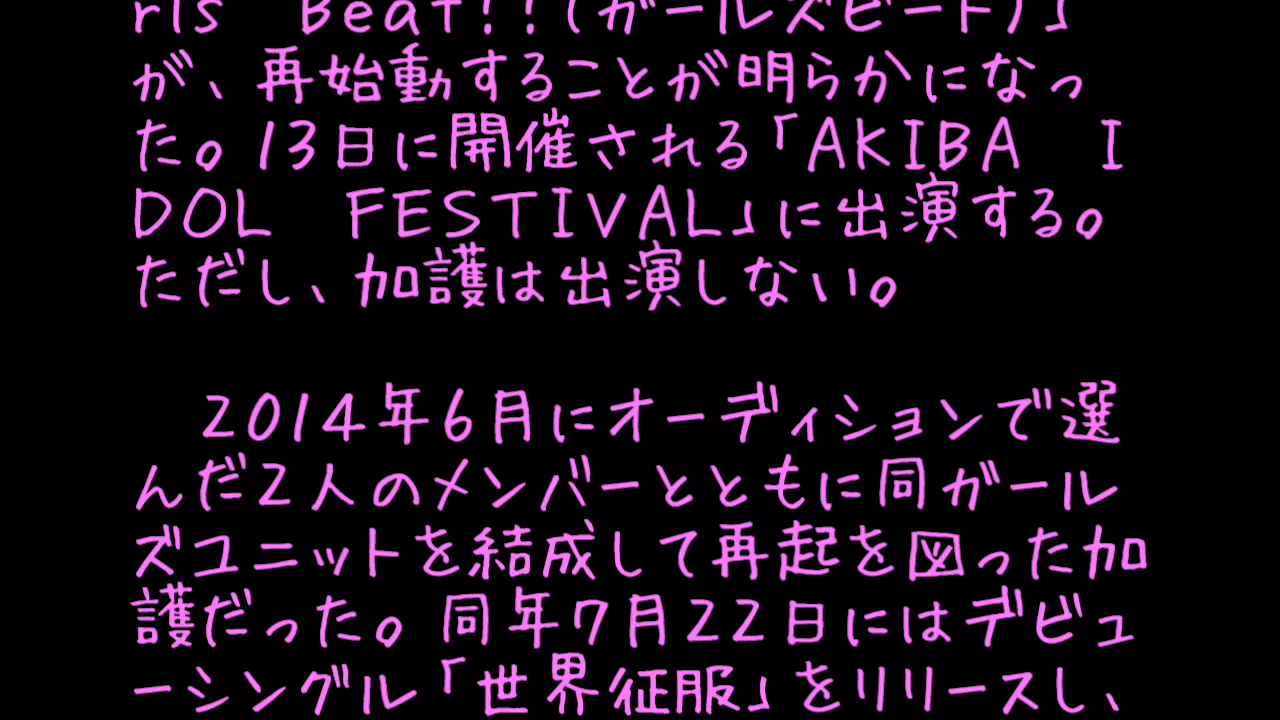 rls　Beat!!(ガールズビート)」
が、再始動することが明らかになっ
た。13日に開催される「AKIBA　I
DOL　FESTIVAL」に出演する。
ただし、加護は出演しない。
　2014年6月にオーディションで選
んだ2人のメンバーとともに同ガール
ズユニットを結成して再起を図った加
護だった。同年7月22日にはデビュ
ーシングル「世界征服」をリリースし、